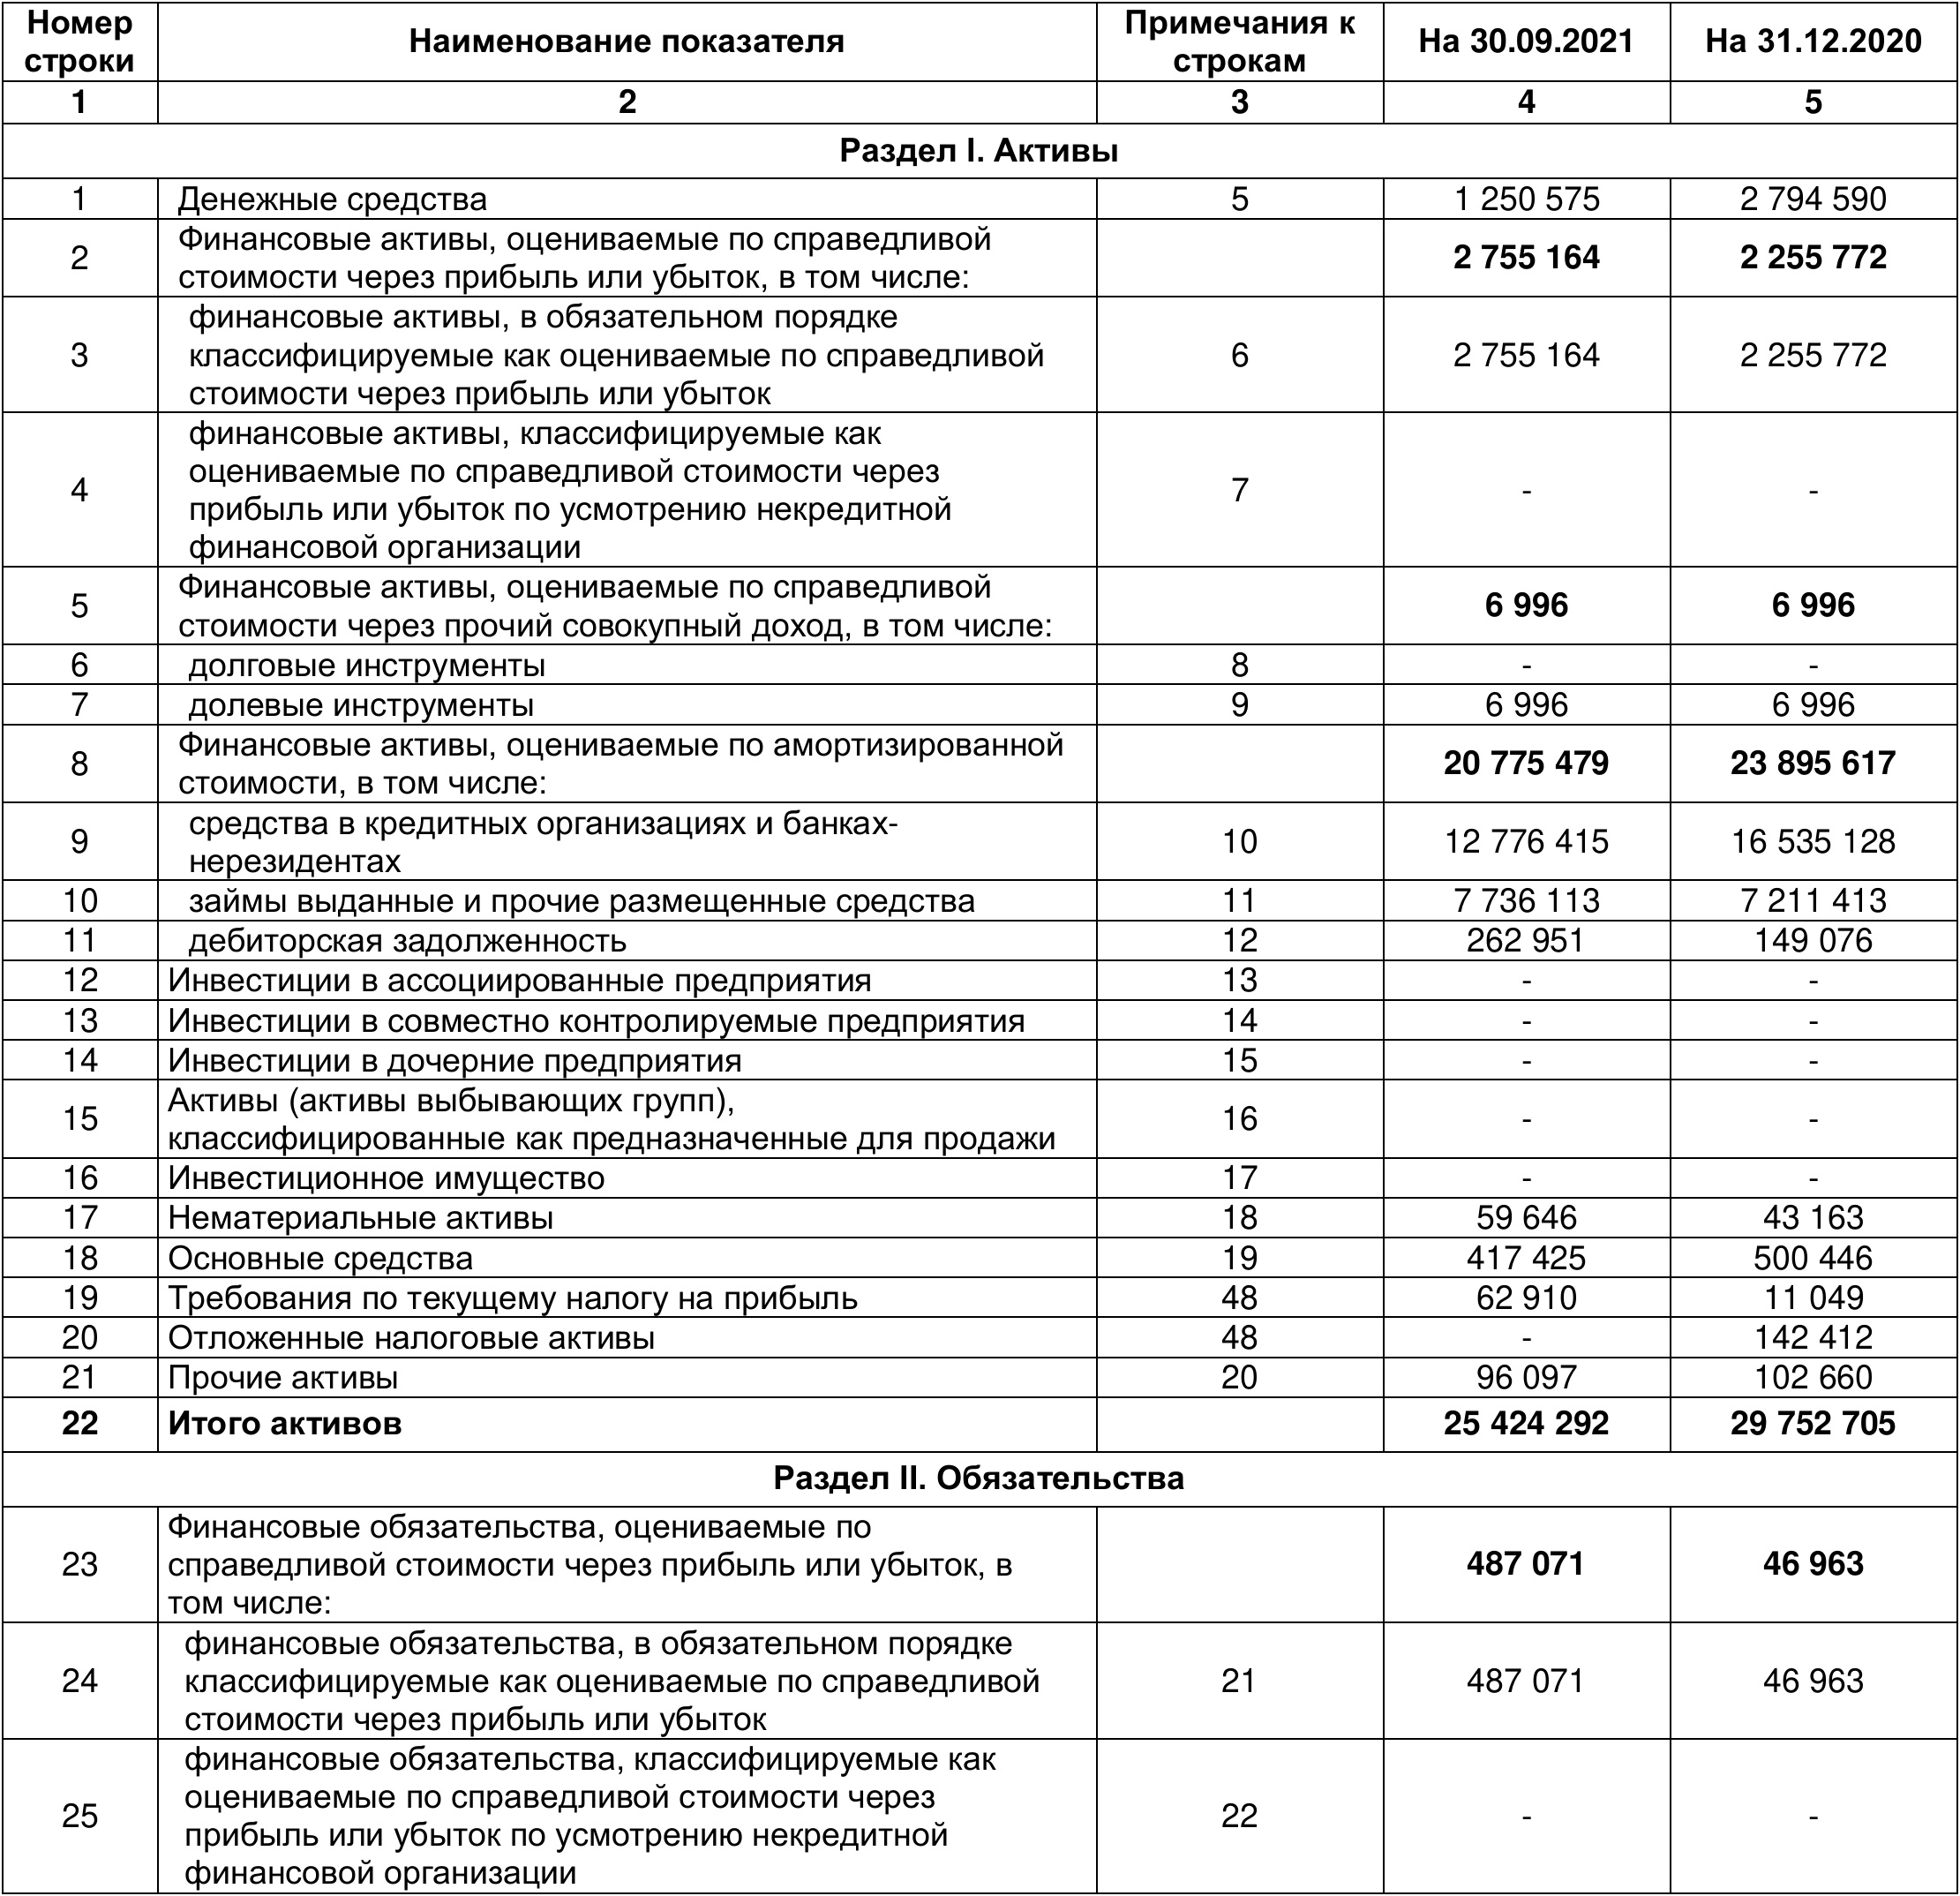 Номер строки Наименование показателя Примечания к строкам На 30.09.2021 На 31.12.2020
1 2 3 4 5
Раздел I. Активы
1 Денежные средства 5 1 250 575 2 794 590
2 Финансовые активы, оцениваемые по справедливой
стоимости через прибыль или убыток, в том числе: 2 755 164 2 255 772
3 финансовые активы, в обязательном порядке
классифицируемые как оцениваемые по справедливой
стоимости через прибыль или убыток 6 2 755 164 2 255 772
4 финансовые активы, классифицируемые как
оцениваемые по справедливой стоимости через
прибыль или убыток по усмотрению некредитной
финансовой организации 7 - -
5 Финансовые активы, оцениваемые по справедливой
стоимости через прочий совокупный доход, в том числе: 6 996 6 996
6 долговые инструменты 8 - -
7 долевые инструменты 9 6 996 6 996
8 Финансовые активы, оцениваемые по амортизированной
стоимости, в том числе: 20 775 479 23 895 617
9 средства в кредитных организациях и банках-
нерезидентах 10 12 776 415 16 535 128
10 займы выданные и прочие размещенные средства 11 7 736 113 7 211 413
11 дебиторская задолженность 12 262 951 149 076
12 Инвестиции в ассоциированные предприятия 13 - -
13 Инвестиции в совместно контролируемые предприятия 14 - -
14 Инвестиции в дочерние предприятия 15 - -
15 Активы (активы выбывающих групп),
классифицированные как предназначенные для продажи 16 - -
16 Инвестиционное имущество 17 - -
17 Нематериальные активы 18 59 646 43 163
18 Основные средства 19 417 425 500 446
19 Требования по текущему налогу на прибыль 48 62 910 11 049
20 Отложенные налоговые активы 48 - 142 412
21 Прочие активы 20 96 097 102 660
22 Итого активов 25 424 292 29 752 705
Раздел II. Обязательства
23 Финансовые обязательства, оцениваемые по
справедливой стоимости через прибыль или убыток, в
том числе: 487 071 46 963
24 финансовые обязательства, в обязательном порядке
классифицируемые как оцениваемые по справедливой
стоимости через прибыль или убыток 21 487 071 46 963
25 финансовые обязательства, классифицируемые как
оцениваемые по справедливой стоимости через
прибыль или убыток по усмотрению некредитной
финансовой организации 22 - -